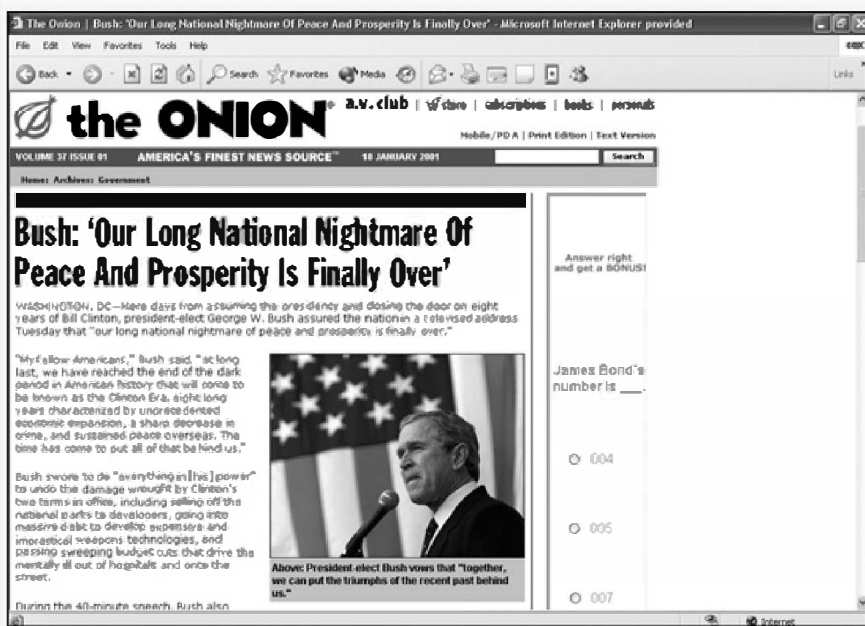 The Onion | Bush: 'Our Long National Nightmare Of Peace And Prosperity Is Finally Over' - Microsoft Internet Explorer provided
File Edit View Favorites Tools Help
Back Search Favorites Media
Links
the ONION
a.v.club | store | subscriptions | books | personals
Mobile/PDA | Print Edition | Text Version
VOLUME 37 ISSUE 01 AMERICA'S FINEST NEWS SOURCE™ 18 JANUARY 2001 Search
Home: Archives: Government
Bush: 'Our Long National Nightmare Of
Peace And Prosperity Is Finally Over'
WASHINGTON, DC—Mere days from assuming the presidency and closing the door on eight
years of Bill Clinton, president-elect George W. Bush assured the nation in a televised address
Tuesday that "our long national nightmare of peace and prosperity is finally over."
"My fellow Americans," Bush said, "at long
last, we have reached the end of the dark
period in American history that will come to
be known as the Clinton Era, eight long
years characterized by unprecedented
economic expansion, a sharp decrease in
crime, and sustained peace overseas. The
time has come to put all of that behind us."
Bush swore to do "everything in [his] power"
to undo the damage wrought by Clinton's
two terms in office, including selling off the
national parks to developers, going into
massive debt to develop expensive and
impractical weapons technologies, and
passing sweeping budget cuts that drive the
mentally ill out of hospitals and onto the
street.
During the 40-minute speech, Bush also
Above: President-elect Bush vows that "together,
we can put the triumphs of the recent past behind
us."
Answer right
and get a BONUS!
James Bond's
number is ___.
004
005
007
Internet